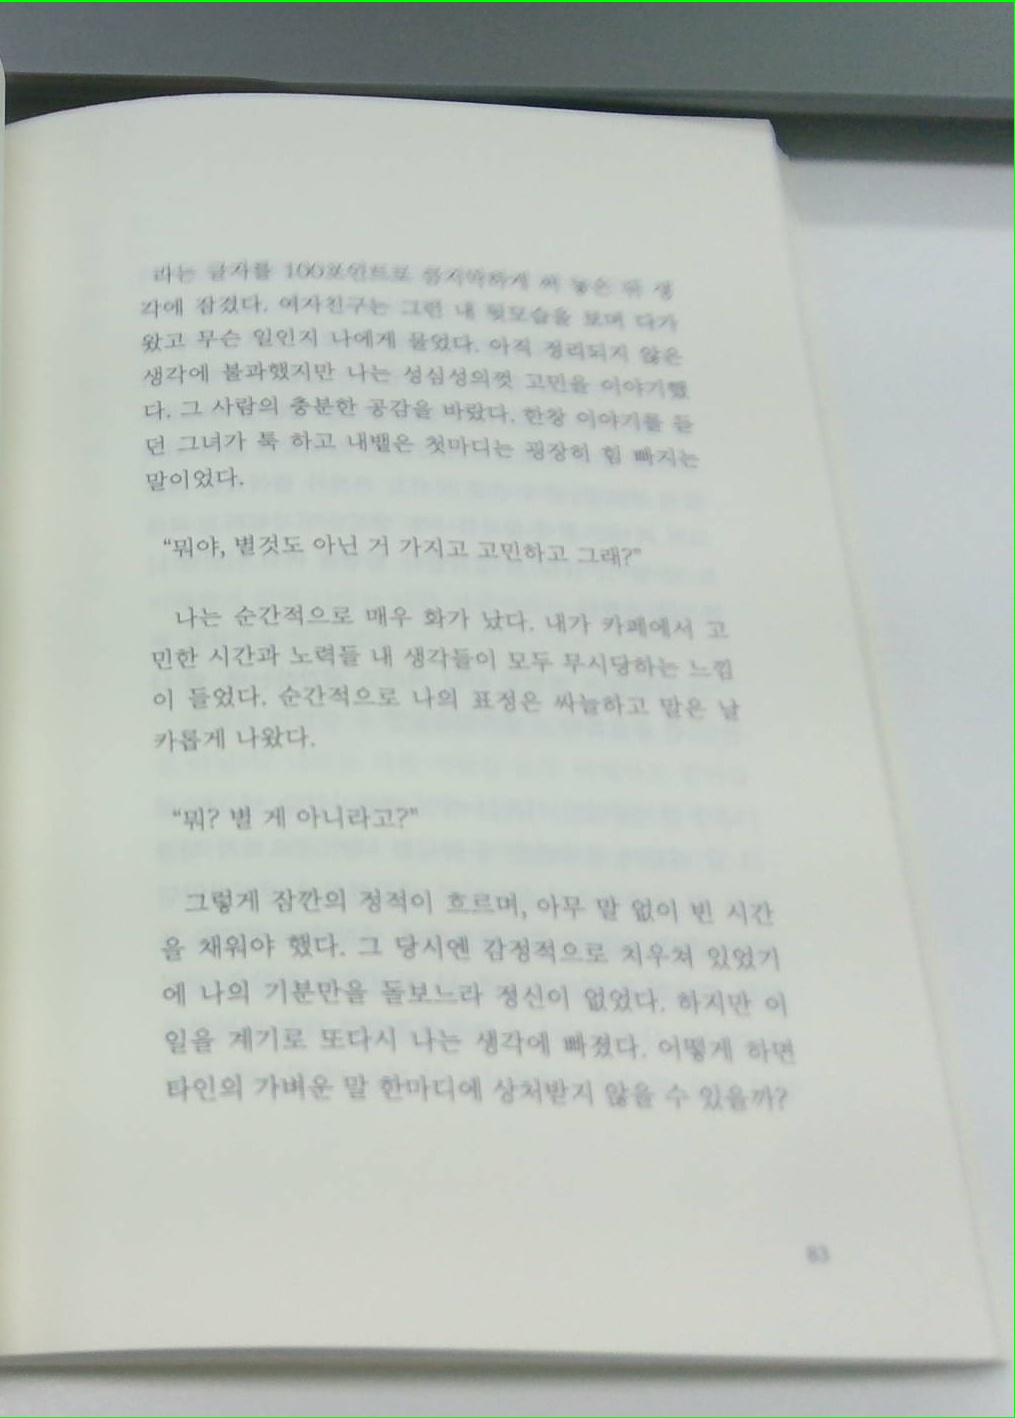 라는 글자를 100포인트로 큼지막하게 써 놓은 뒤 생
각에 잠겼다. 여자친구는 그런 내 뒷모습을 보며 다가
왔고 무슨 일인지 나에게 물었다. 아직 정리되지 않은
생각에 불과했지만 나는 성심성의껏 고민을 이야기했
다. 그 사람의 충분한 공감을 바랐다. 한창 이야기를 듣
던 그녀가 툭 하고 내뱉은 첫마디는 굉장히 힘 빠지는
말이었다.
“뭐야, 별것도 아닌 거 가지고 고민하고 그래?”
나는 순간적으로 매우 화가 났다. 내가 카페에서 고
민한 시간과 노력들 내 생각들이 모두 무시당하는 느낌
이 들었다. 순간적으로 나의 표정은 싸늘하고 말은 날
카롭게 나왔다.
“뭐? 별 게 아니라고?”
그렇게 잠깐의 정적이 흐르며, 아무 말 없이 빈 시간
을 채워야 했다. 그 당시엔 감정적으로 치우쳐 있었기
에 나의 기분만을 돌보느라 정신이 없었다. 하지만 이
일을 계기로 또다시 나는 생각에 빠졌다. 어떻게 하면
타인의 가벼운 말 한마디에 상처받지 않을 수 있을까?
83